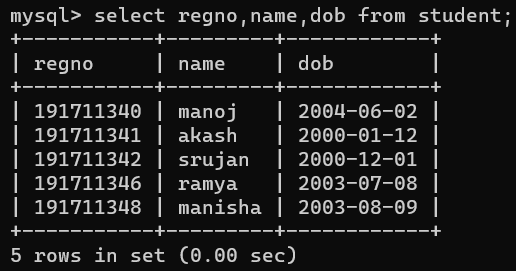 mysql> select regno,name,dob from student;
+-----------+---------+------------+
| regno     | name    | dob        |
+-----------+---------+------------+
| 191711340 | manoj   | 2004-06-02 |
| 191711341 | akash   | 2000-01-12 |
| 191711342 | srujan  | 2000-12-01 |
| 191711346 | ramya   | 2003-07-08 |
| 191711348 | manisha | 2003-08-09 |
+-----------+---------+------------+
5 rows in set (0.00 sec)